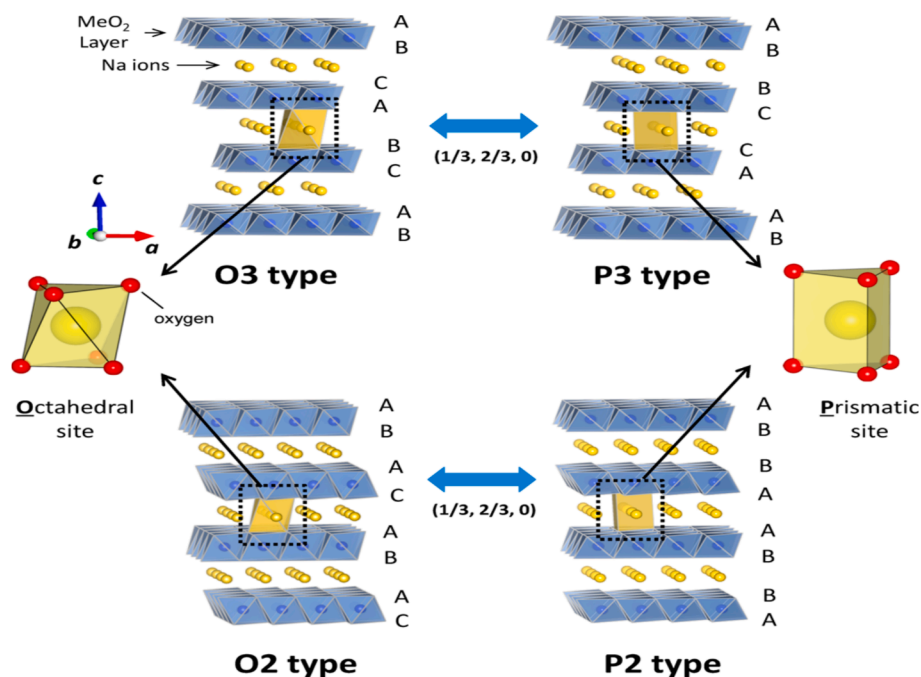 MeO2
Layer
Na ions
A
B
C
A
B
C
A
B
A
B
B
C
C
A
A
B
(1/3, 2/3, 0)
c
b
a
O3 type
P3 type
oxygen
Octahedral
site
Prismatic
site
A
B
A
C
A
B
A
C
A
B
B
A
A
B
B
A
(1/3, 2/3, 0)
O2 type
P2 type